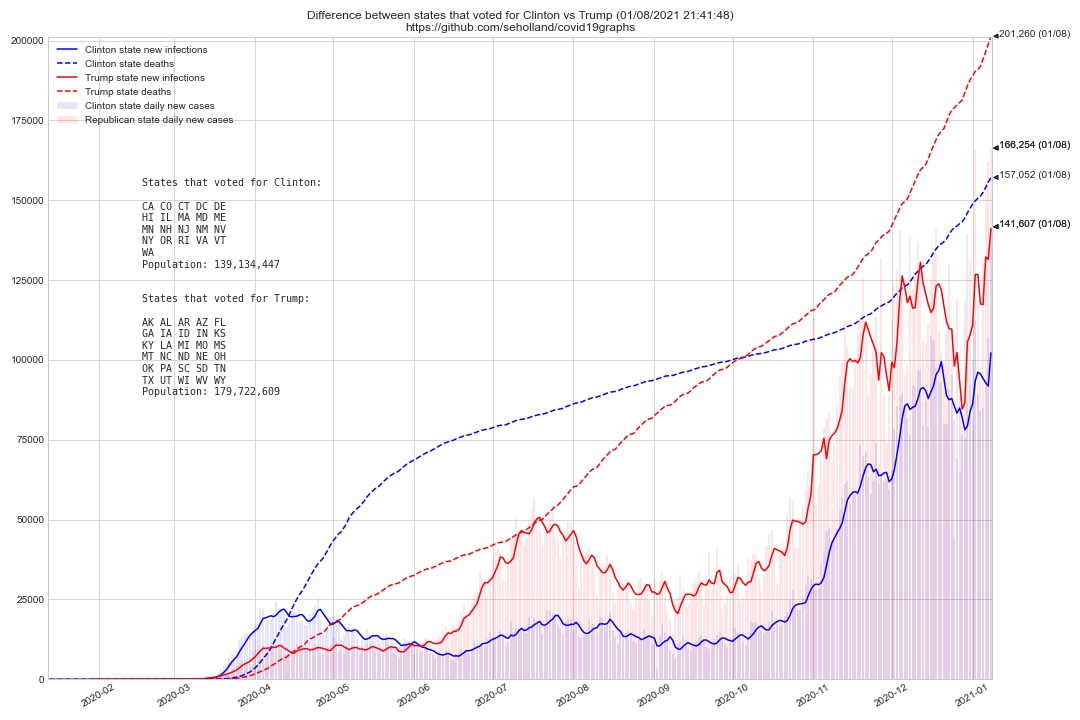 Difference between states that voted for Clinton vs Trump (01/08/2021 21:41:48)
https://github.com/seholland/covid19graphs
Clinton state new infections
Clinton state deaths
Trump state new infections
Trump state deaths
Clinton state daily new cases
Republican state daily new cases
States that voted for Clinton:
CA CO CT DC DE
HI IL MA MD ME
MN NH NJ NM NV
NY OR RI VA VT
WA
Population: 139,134,447
States that voted for Trump:
AK AL AR AZ FL
GA IA ID IN KS
KY LA MI MO MS
MT NC ND NE OH
OK PA SC SD TN
TX UT WI WV WY
Population: 179,722,609
200000
175000
150000
125000
100000
75000
50000
25000
0
201,260 (01/08)
166,254 (01/08)
157,052 (01/08)
141,607 (01/08)
2020-02
2020-03
2020-04
2020-05
2020-06
2020-07
2020-08
2020-09
2020-10
2020-11
2020-12
2021-01